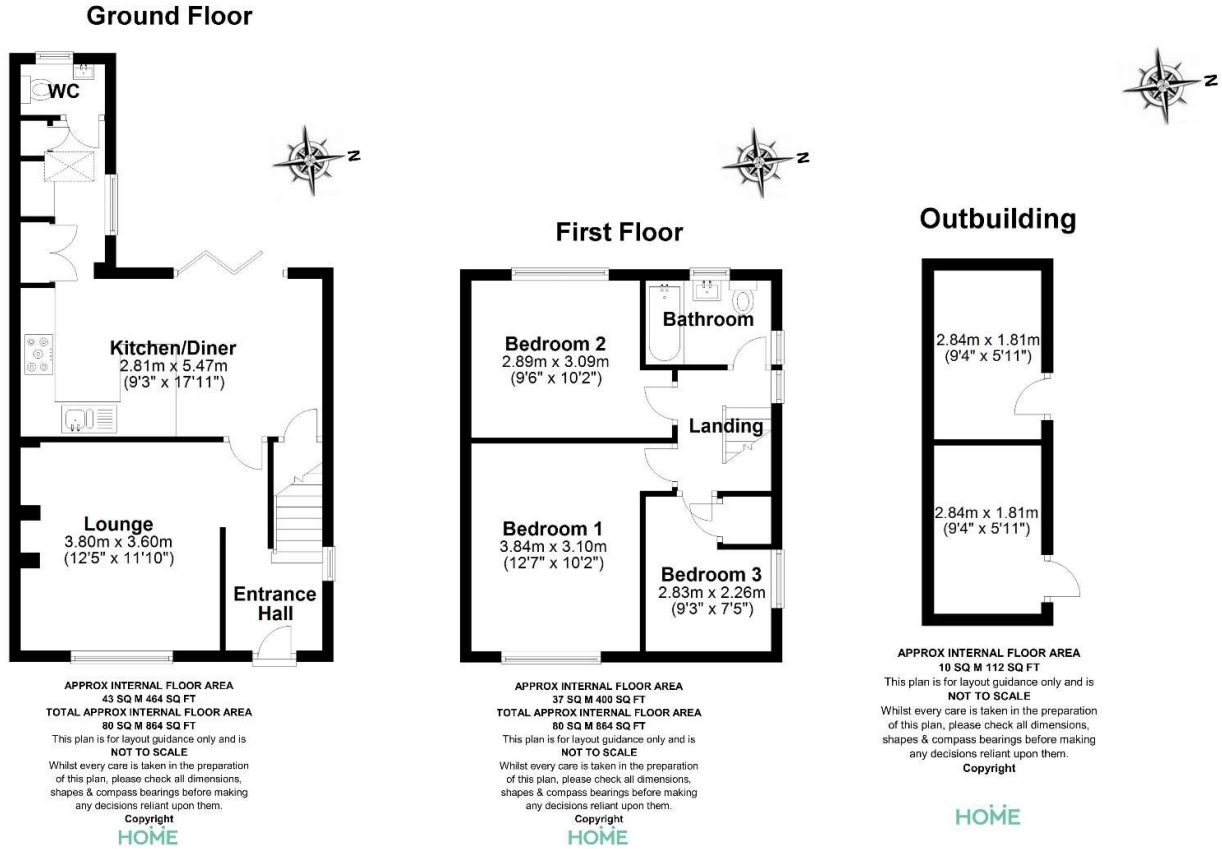 Ground Floor
WC
N
Kitchen/Diner
2.81m x 5.47m
(9'3" x 17'11")
Lounge
3.80m x 3.60m
(12'5" x 11'10")
Entrance
Hall
APPROX INTERNAL FLOOR AREA
43 SQ M 464 SQ FT
TOTAL APPROX INTERNAL FLOOR AREA
80 SQ M 864 SQ FT
This plan is for layout guidance only and is
NOT TO SCALE
Whilst every care is taken in the preparation
of this plan, please check all dimensions,
shapes & compass bearings before making
any decisions reliant upon them.
Copyright
HOME
N
First Floor
Bedroom 2
2.89m x 3.09m
(9'6" x 10'2")
Bathroom
Landing
Bedroom 1
3.84m x 3.10m
(12'7" x 10'2")
Bedroom 3
2.83m x 2.26m
(9'3" x 7'5")
APPROX INTERNAL FLOOR AREA
37 SQ M 400 SQ FT
TOTAL APPROX INTERNAL FLOOR AREA
80 SQ M 864 SQ FT
This plan is for layout guidance only and is
NOT TO SCALE
Whilst every care is taken in the preparation
of this plan, please check all dimensions,
shapes & compass bearings before making
any decisions reliant upon them.
Copyright
HOME
N
Outbuilding
2.84m x 1.81m
(9'4" x 5'11")
2.84m x 1.81m
(9'4" x 5'11")
APPROX INTERNAL FLOOR AREA
10 SQ M 112 SQ FT
This plan is for layout guidance only and is
NOT TO SCALE
Whilst every care is taken in the preparation
of this plan, please check all dimensions,
shapes & compass bearings before making
any decisions reliant upon them.
Copyright
HOME